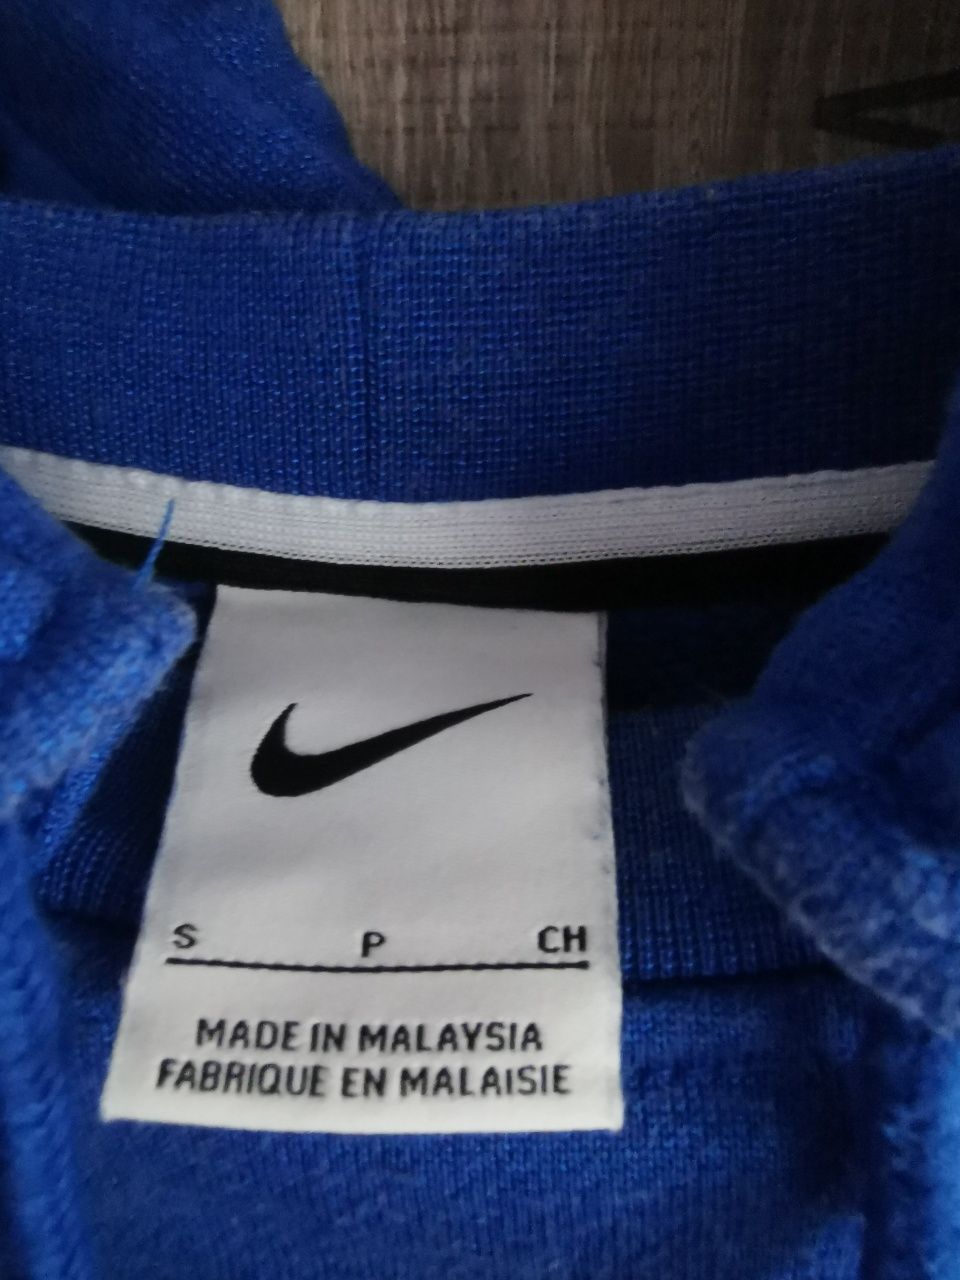 S P CH
MADE IN MALAYSIA
FABRIQUE EN MALAISIE